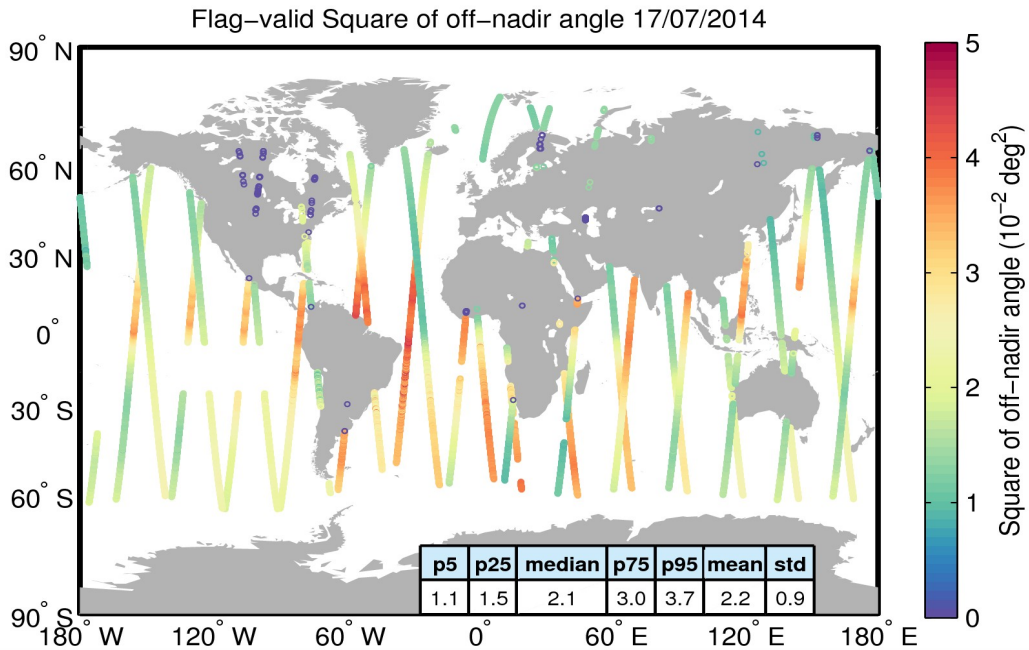 Flag−valid Square of off−nadir angle 17/07/2014
90° N
60° N
30° N
0°
30° S
60° S
90° S
180° W
120° W
60° W
0°
60° E
120° E
180° E
p5 p25 median p75 p95 mean std
1.1 1.5 2.1 3.0 3.7 2.2 0.9
5
4
3
2
1
0
Square of off−nadir angle (10⁻² deg²)